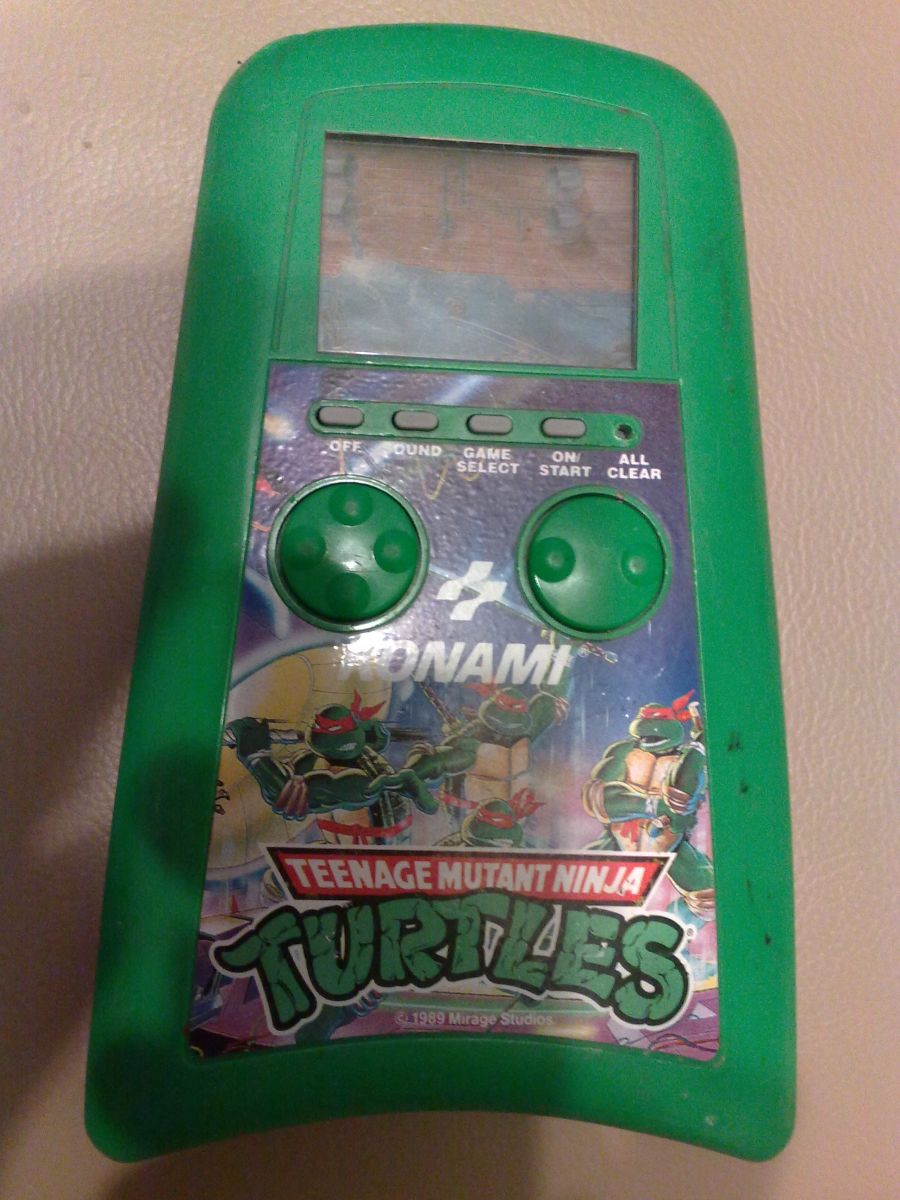 OFF
SOUND
GAME
SELECT
ON/
START
ALL
CLEAR
KONAMI®
TEENAGE MUTANT NINJA
TURTLES®
© 1989 Mirage Studios